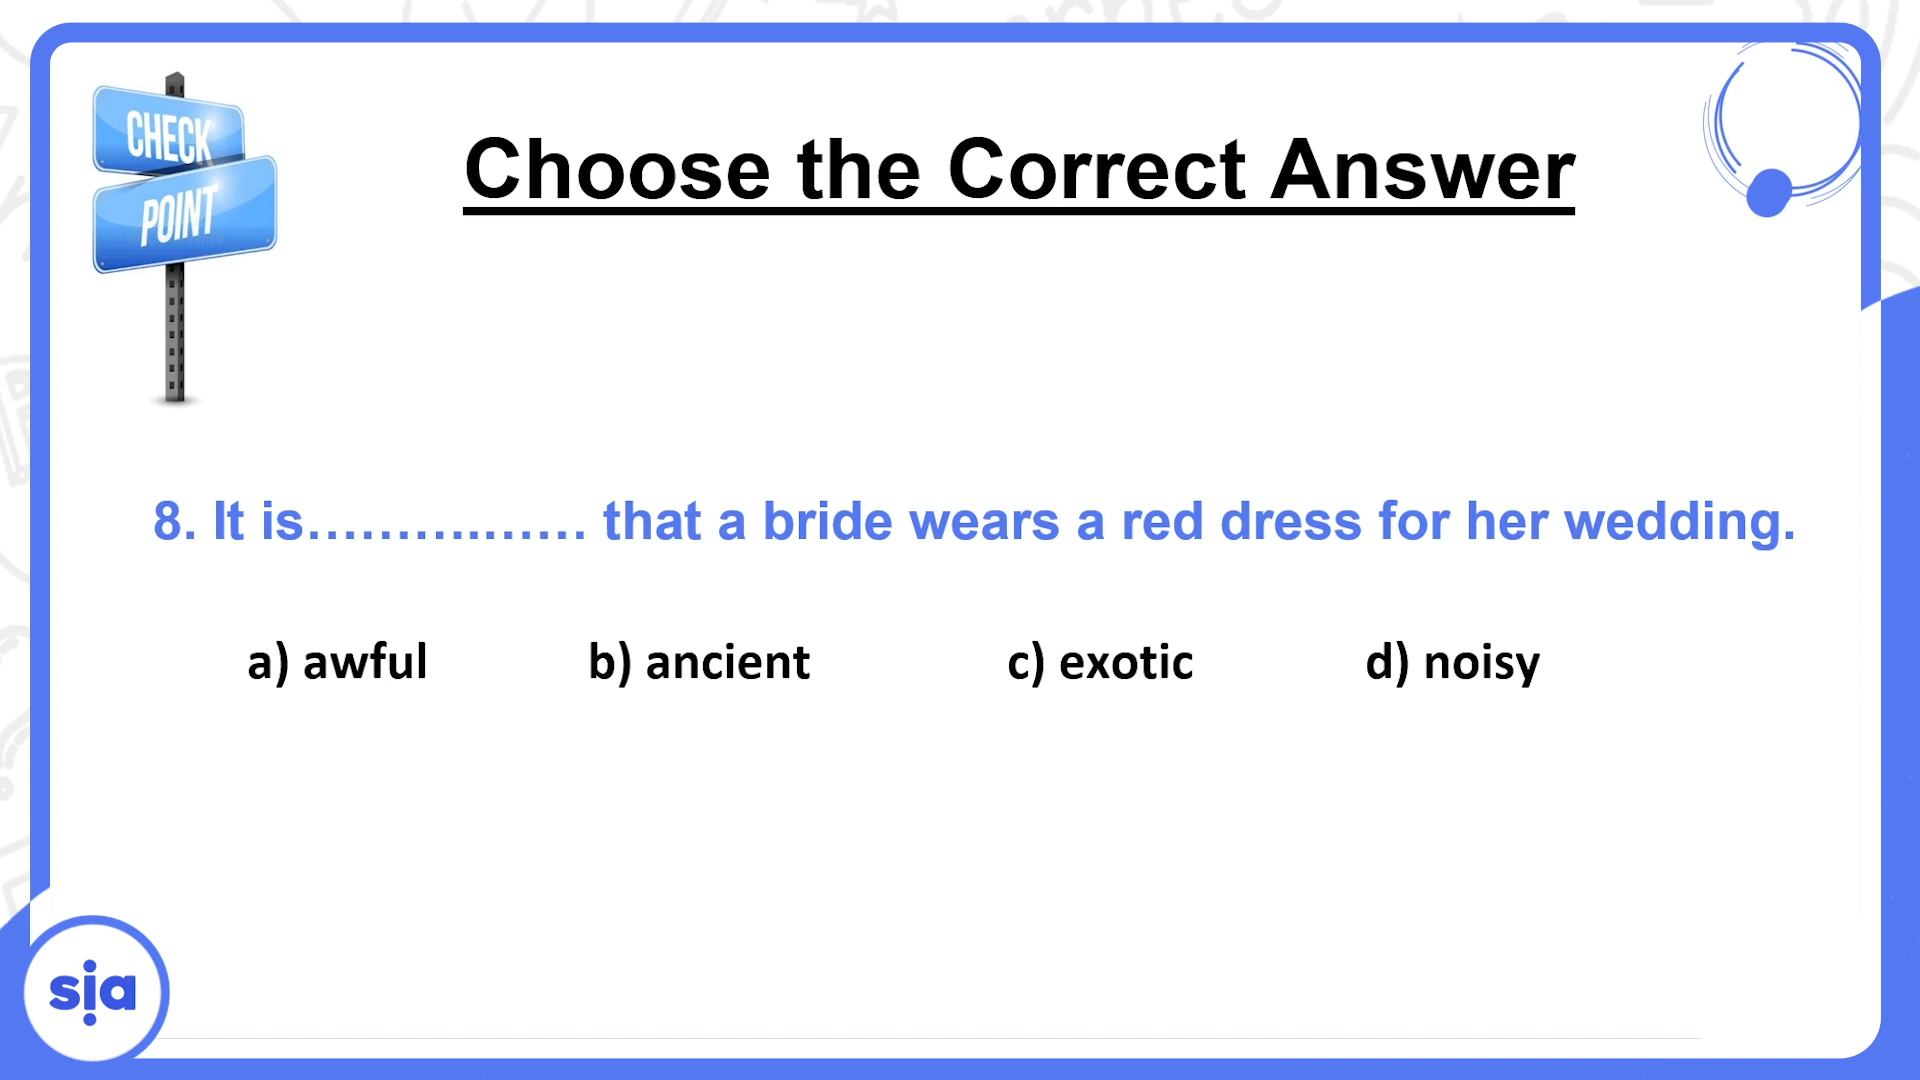 CHECK
POINT
Choose the Correct Answer
8. It is……….…… that a bride wears a red dress for her wedding.
a) awful b) ancient c) exotic d) noisy
sia